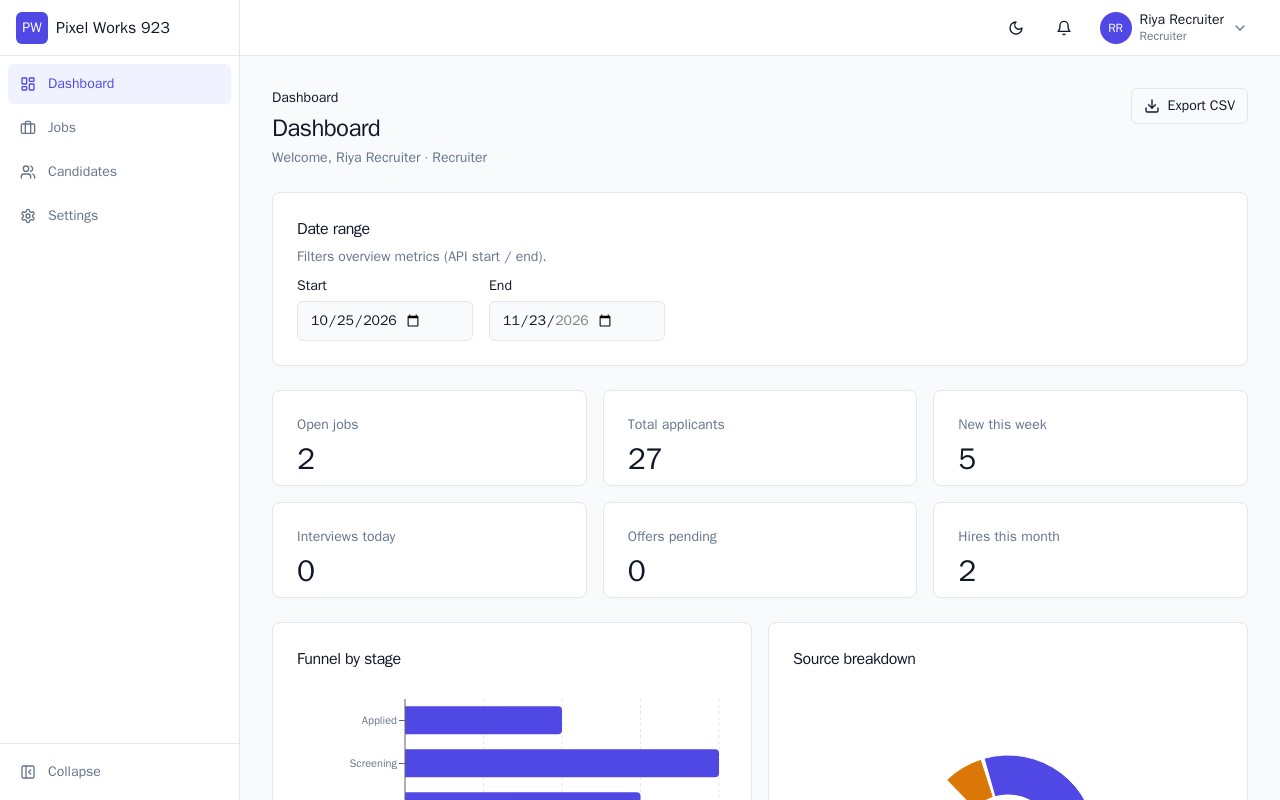 PW Pixel Works 923
RR Riya Recruiter
Recruiter
Dashboard
Jobs
Candidates
Settings
Collapse
Dashboard
Dashboard
Welcome, Riya Recruiter · Recruiter
Export CSV
Date range
Filters overview metrics (API start / end).
Start End
10/25/2026 11/23/2026
Open jobs
2
Total applicants
27
New this week
5
Interviews today
0
Offers pending
0
Hires this month
2
Funnel by stage
Applied
Screening
Source breakdown